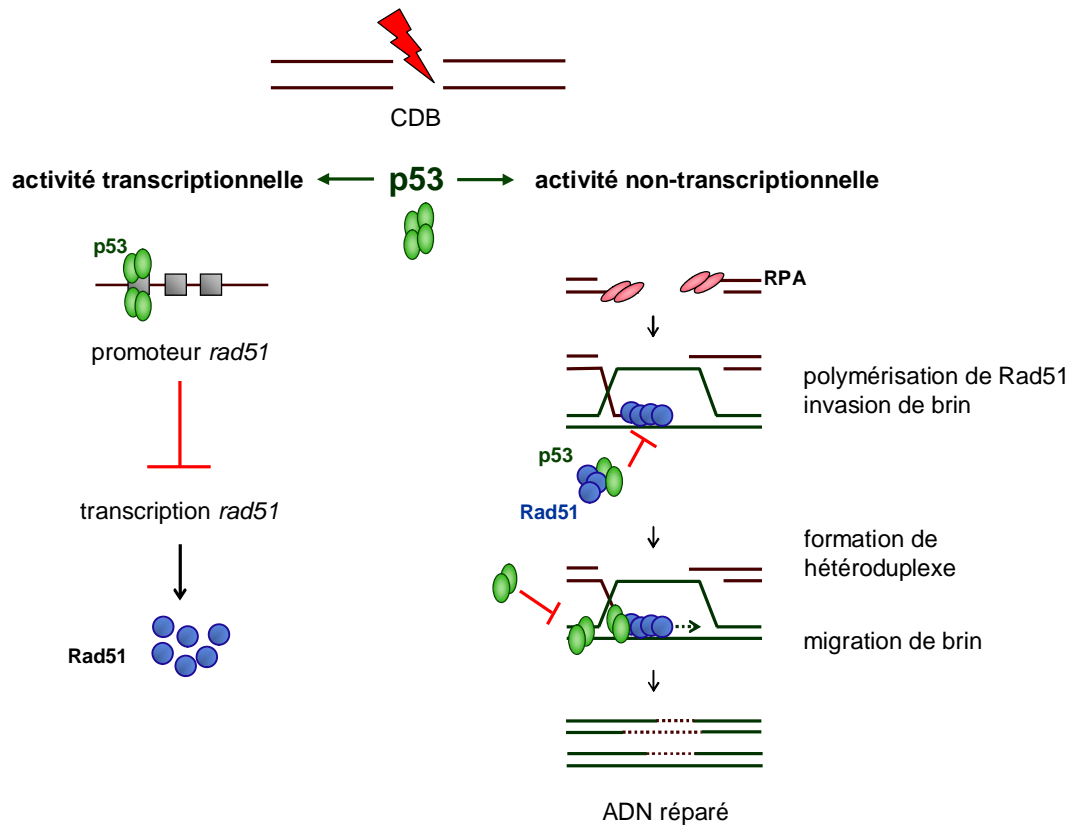 CDB
activité transcriptionnelle
p53
activité non-transcriptionnelle
p53
promoteur rad51
transcription rad51
Rad51
RPA
polymérisation de Rad51
invasion de brin
p53
Rad51
formation de
hétéroduplexe
migration de brin
ADN réparé